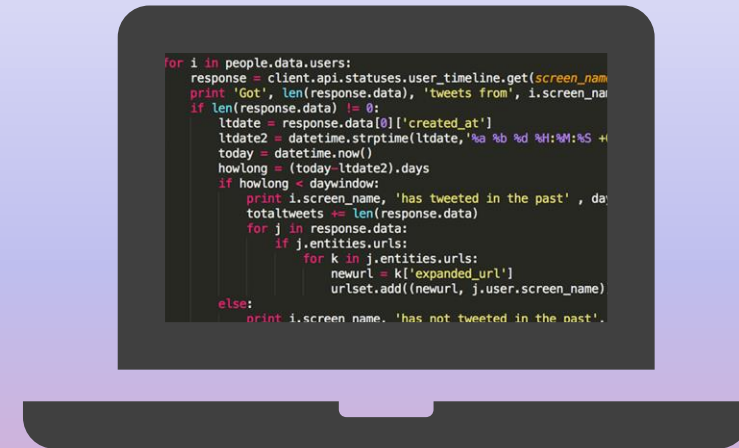 for i in people.data.users:
response = client.api.statuses.user_timeline.get(screen_name
print 'Got', len(response.data), 'tweets from', i.screen_na
if len(response.data) != 0:
ltdate = response.data[0]['created_at']
ltdate2 = datetime.strptime(ltdate,'%a %b %d %H:%M:%S +
today = datetime.now()
howlong = (today-ltdate2).days
if howlong < daywindow:
print i.screen_name, 'has tweeted in the past' , da
totaltweets += len(response.data)
for j in response.data:
if j.entities.urls:
for k in j.entities.urls:
newurl = k['expanded_url']
urlset.add((newurl, j.user.screen_name)
else:
print i.screen_name, 'has not tweeted in the past',